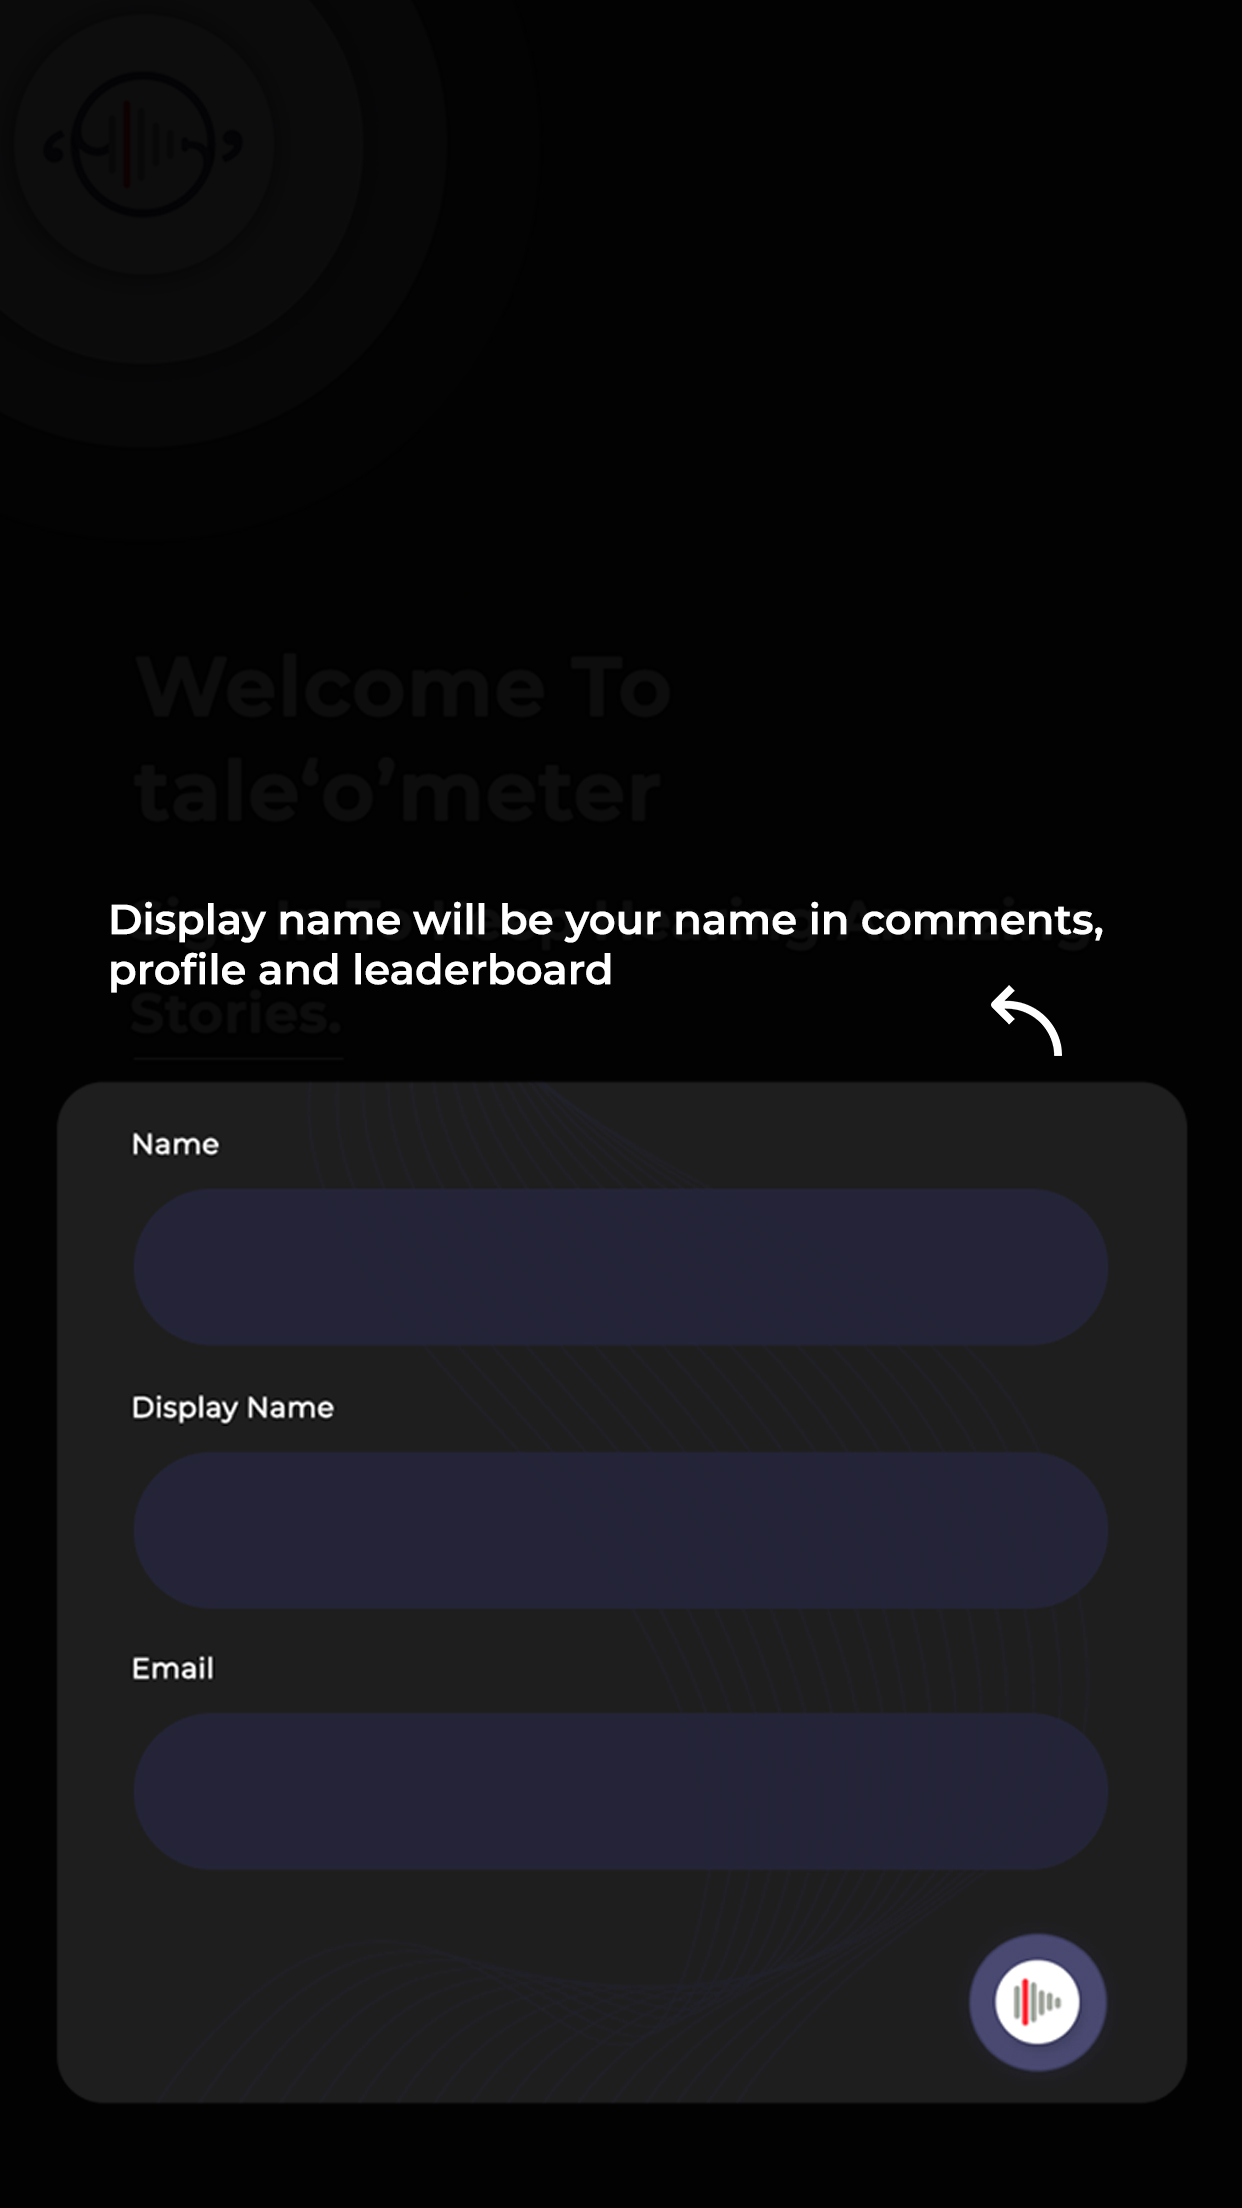 Welcome To
tale‘o’meter
Display name will be your name in comments,
profile and leaderboard
Stories.
Name
Display Name
Email